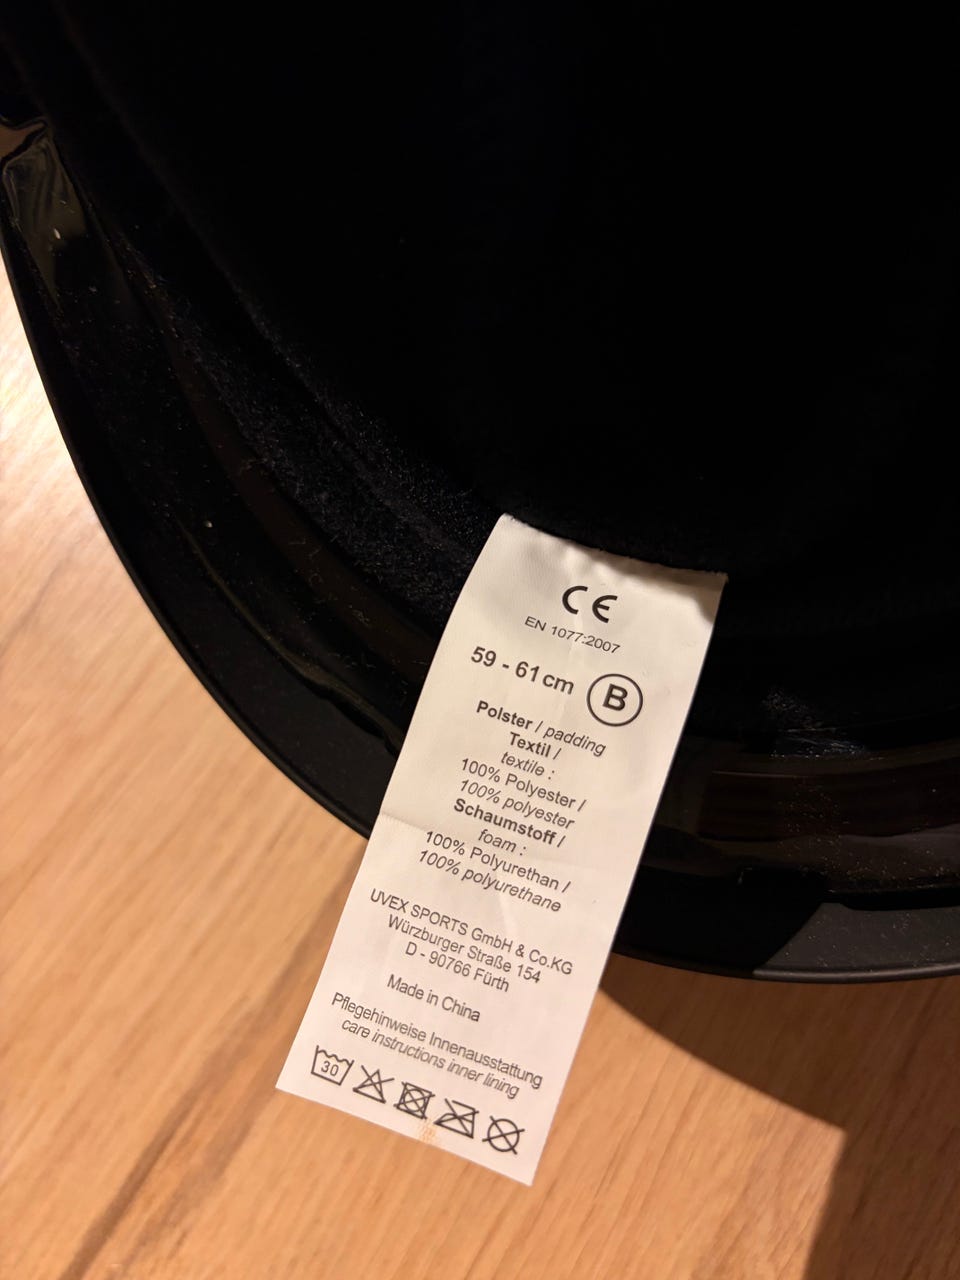 CE
EN 1077:2007
59 - 61 cm B
Polster / padding
Textil /
textile :
100% Polyester /
100% polyester
Schaumstoff /
foam :
100% Polyurethan /
100% polyurethane
UVEX SPORTS GmbH & Co.KG
Würzburger Straße 154
D - 90766 Fürth
Made in China
Pflegehinweise Innenausstattung
care instructions inner lining
30